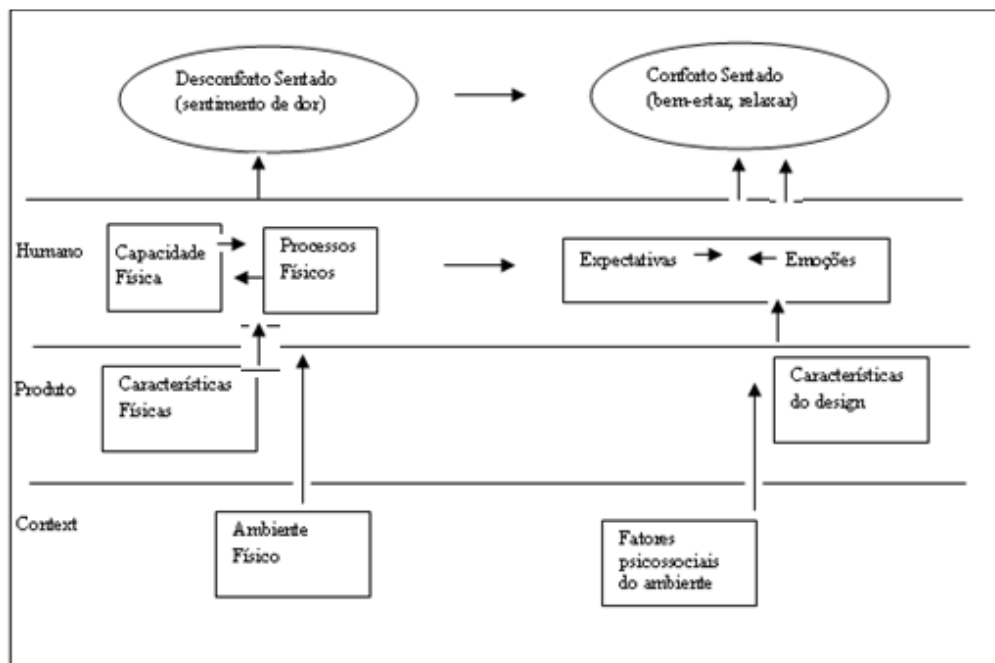 Desconforto Sentado
(sentimento de dor)
Conforto Sentado
(bem-estar, relaxar)
Humano
Capacidade
Física
Processos
Físicos
Expectativas
Emoções
Produto
Características
Físicas
Características
do design
Context
Ambiente
Físico
Fatores
psicossociais
do ambiente